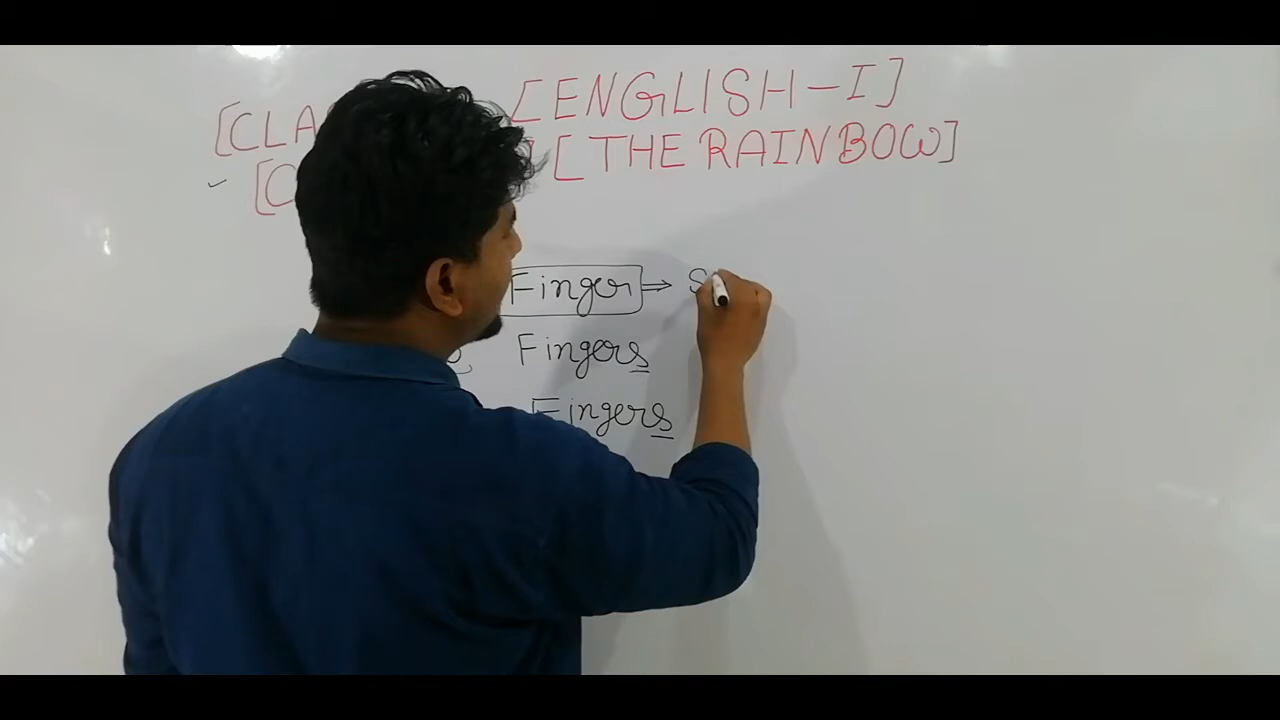 [CLA [ENGLISH-I]
[C [THE RAINBOW]
Finger ⇒ S
Fingers
Fingers